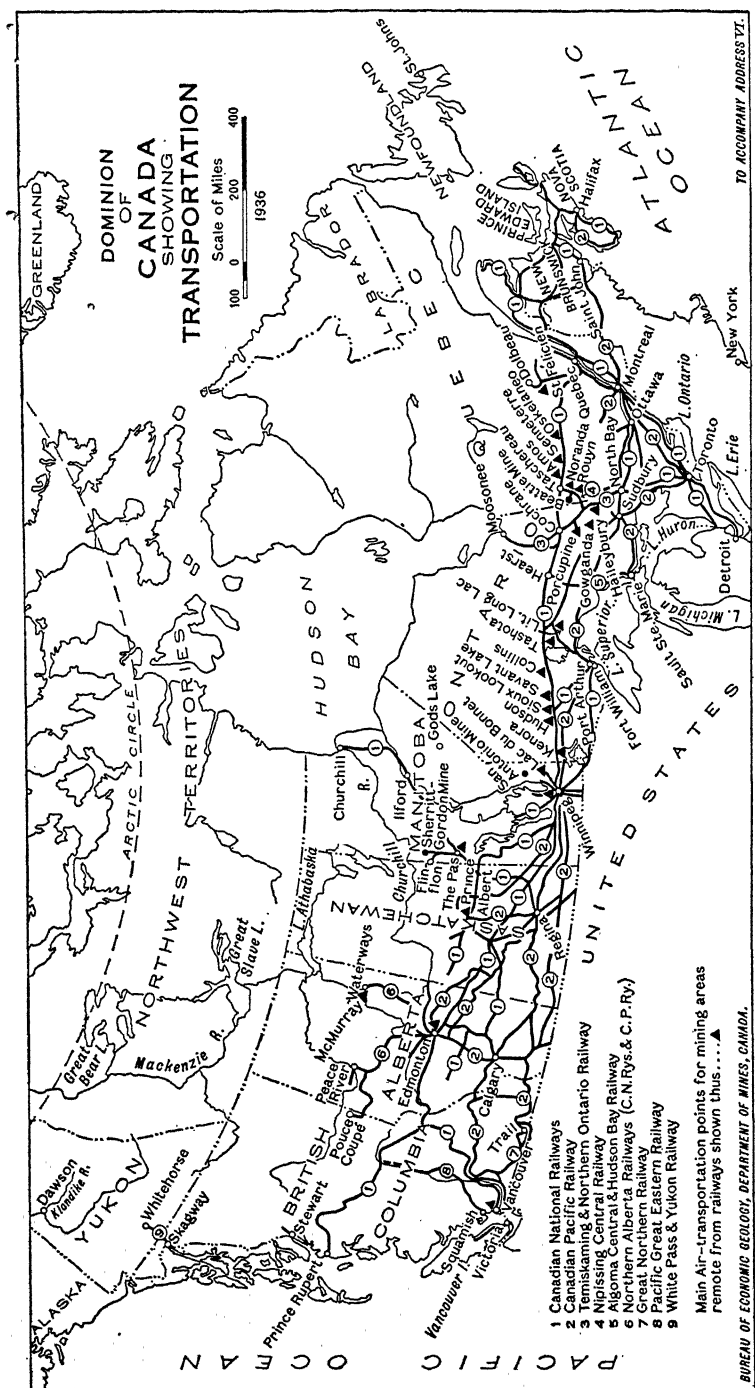 DOMINION
OF
CANADA
SHOWING
TRANSPORTATION
Scale of Miles
100 0 200 400
1936
GREENLAND
ALASKA
Dawson
Klondike R.
YUKON
Whitehorse
Skagway
9
ARCTIC CIRCLE
Great
Bear L.
Mackenzie R.
NORTHWEST TERRITORIES
Great
Slave L.
HUDSON
BAY
LABRADOR
NEWFOUNDLAND
St. Johns
PACIFIC OCEAN
Prince Rupert
Stewart
BRITISH
COLUMBIA
Pouce
Coupé
Peace
River
McMurray
Waterways
L. Athabaska
ALBERTA
Edmonton
Calgary
Trail
Vancouver
Squamish
Victoria
Vancouver I.
SASKATCHEWAN
Churchill
Flin-
flon
Sherritt-
Gordon Mine
The Pas
Prince
Albert
Regina
Churchill
R.
Ilford
MANITOBA
Gods Lake
Winnipeg
San
Antonio Mine
Lac du Bonnet
Kenora
Hudson
Sioux Lookout
Savant Lake
Collins
Tashota
Lit. Long Lac
ONTARIO
Port Arthur
Fort William
L. Superior
Hearst
Porcupine
Gowganda
Haileybury
Moosonee
Cochrane
Beattie Mine
Taschereau
Amos
Senneterre
Oskelaneo
Dolbeau
St. Felicien
QUEBEC
Noranda
Rouyn
Quebec
North Bay
Sudbury
Sault Ste. Marie
L. Michigan
L. Huron
Detroit
Toronto
L. Erie
L. Ontario
Ottawa
Montreal
New York
NEW
BRUNSWICK
Saint John
PRINCE
EDWARD
ISLAND
NOVA
SCOTIA
Halifax
ATLANTIC
OCEAN
UNITED STATES
1 Canadian National Railways
2 Canadian Pacific Railway
3 Temiskaming & Northern Ontario Railway
4 Nipissing Central Railway
5 Algoma Central & Hudson Bay Railway
6 Northern Alberta Railways (C.N.Rys. & C.P.Ry.)
7 Great Northern Railway
8 Pacific Great Eastern Railway
9 White Pass & Yukon Railway
Main Air-transportation points for mining areas
remote from railways shown thus....▲
BUREAU OF ECONOMIC GEOLOGY, DEPARTMENT OF MINES, CANADA.
TO ACCOMPANY ADDRESS VI.